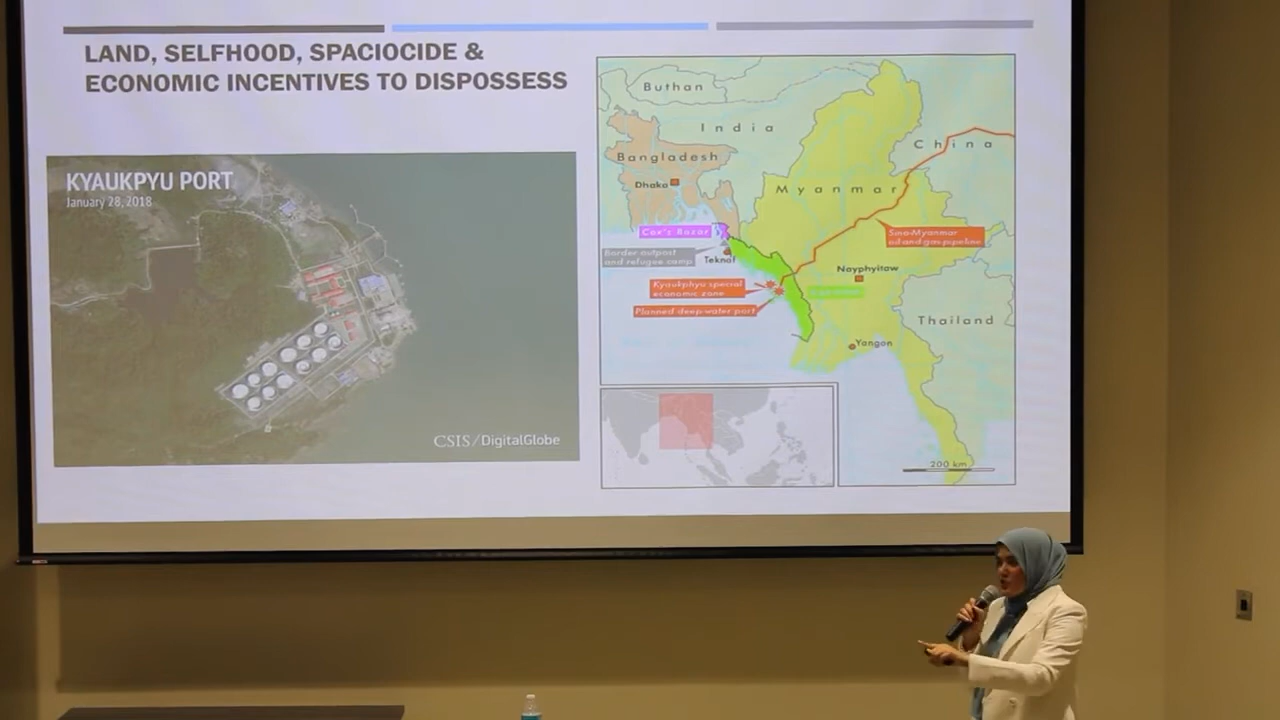 LAND, SELFHOOD, SPACIOCIDE &
ECONOMIC INCENTIVES TO DISPOSSESS
KYAUKPYU PORT
January 28, 2018
CSIS/DigitalGlobe
Buthan
India
China
Bangladesh
Dhaka
Myanmar
Cox's Bazar
Sino-Myanmar
oil and gas pipeline
Border outpost
and refugee camp
Teknaf
Nayphyitaw
Kyaukphyu special
economic zone
Planned deep-water port
Thailand
Yangon
200 km